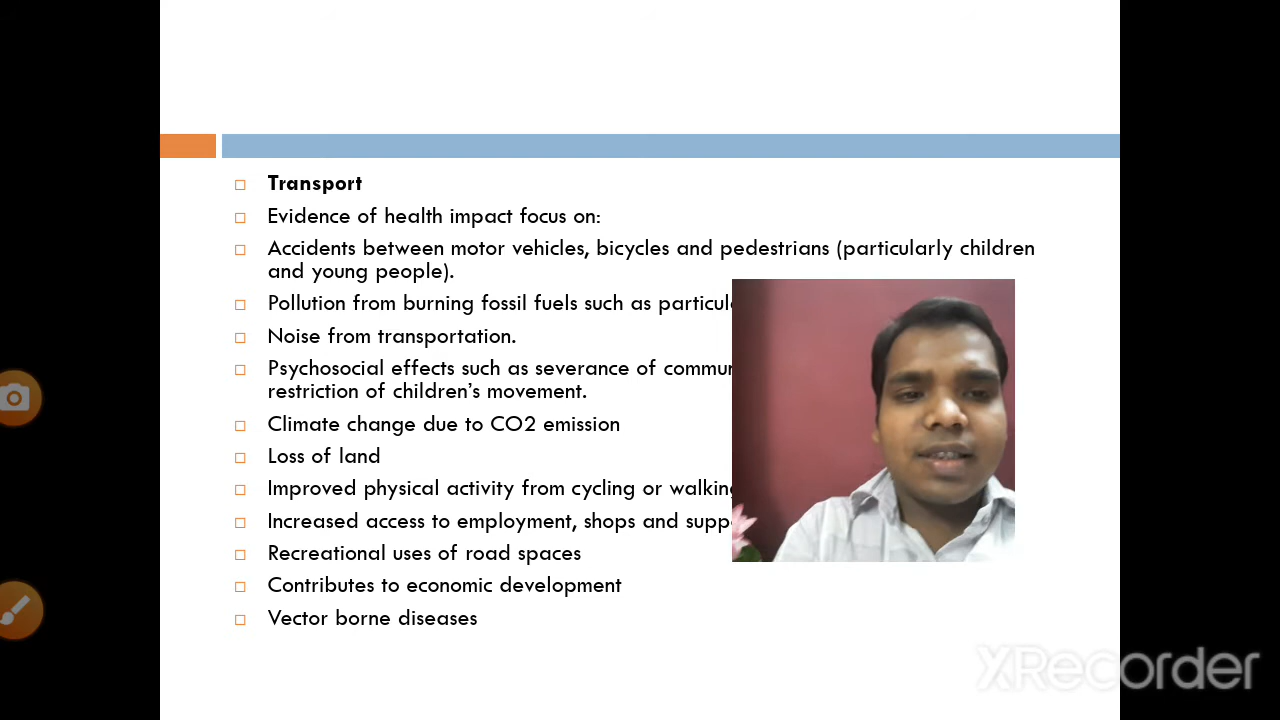 Transport
Evidence of health impact focus on:
Accidents between motor vehicles, bicycles and pedestrians (particularly children
and young people).
Pollution from burning fossil fuels such as
Noise from transportation.
Psychosocial effects such as severance of
restriction of children's movement.
Climate change due to CO2 emission
Loss of land
Improved physical activity from cycling or walking
Increased access to employment, shops and
Recreational uses of road spaces
Contributes to economic development
Vector borne diseases
XRecorder